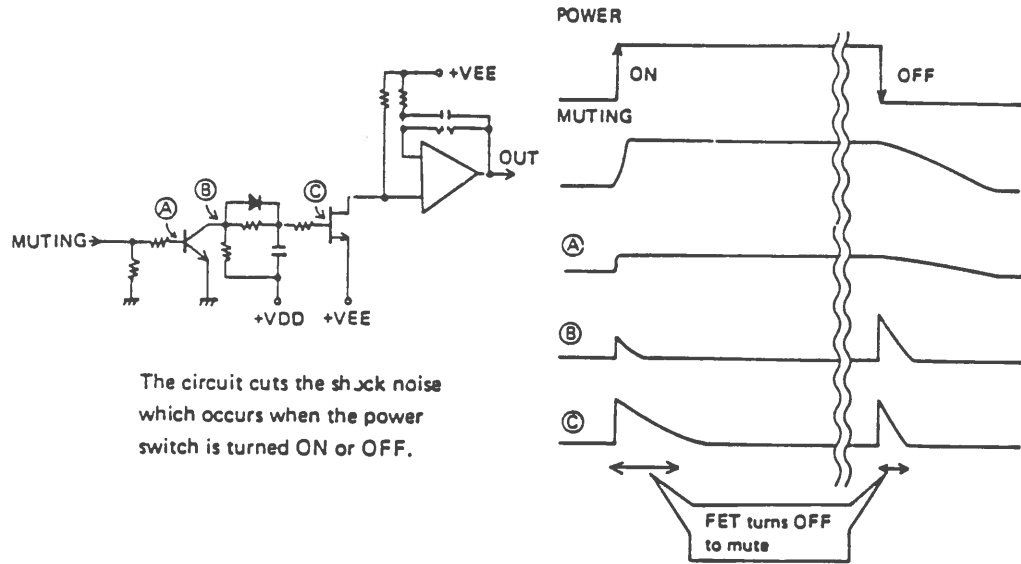 POWER
ON
OFF
MUTING
+VEE
OUT
Ⓐ
Ⓑ
Ⓒ
MUTING
+VDD
+VEE
Ⓐ
Ⓑ
Ⓒ
The circuit cuts the shock noise
which occurs when the power
switch is turned ON or OFF.
FET turns OFF
to mute